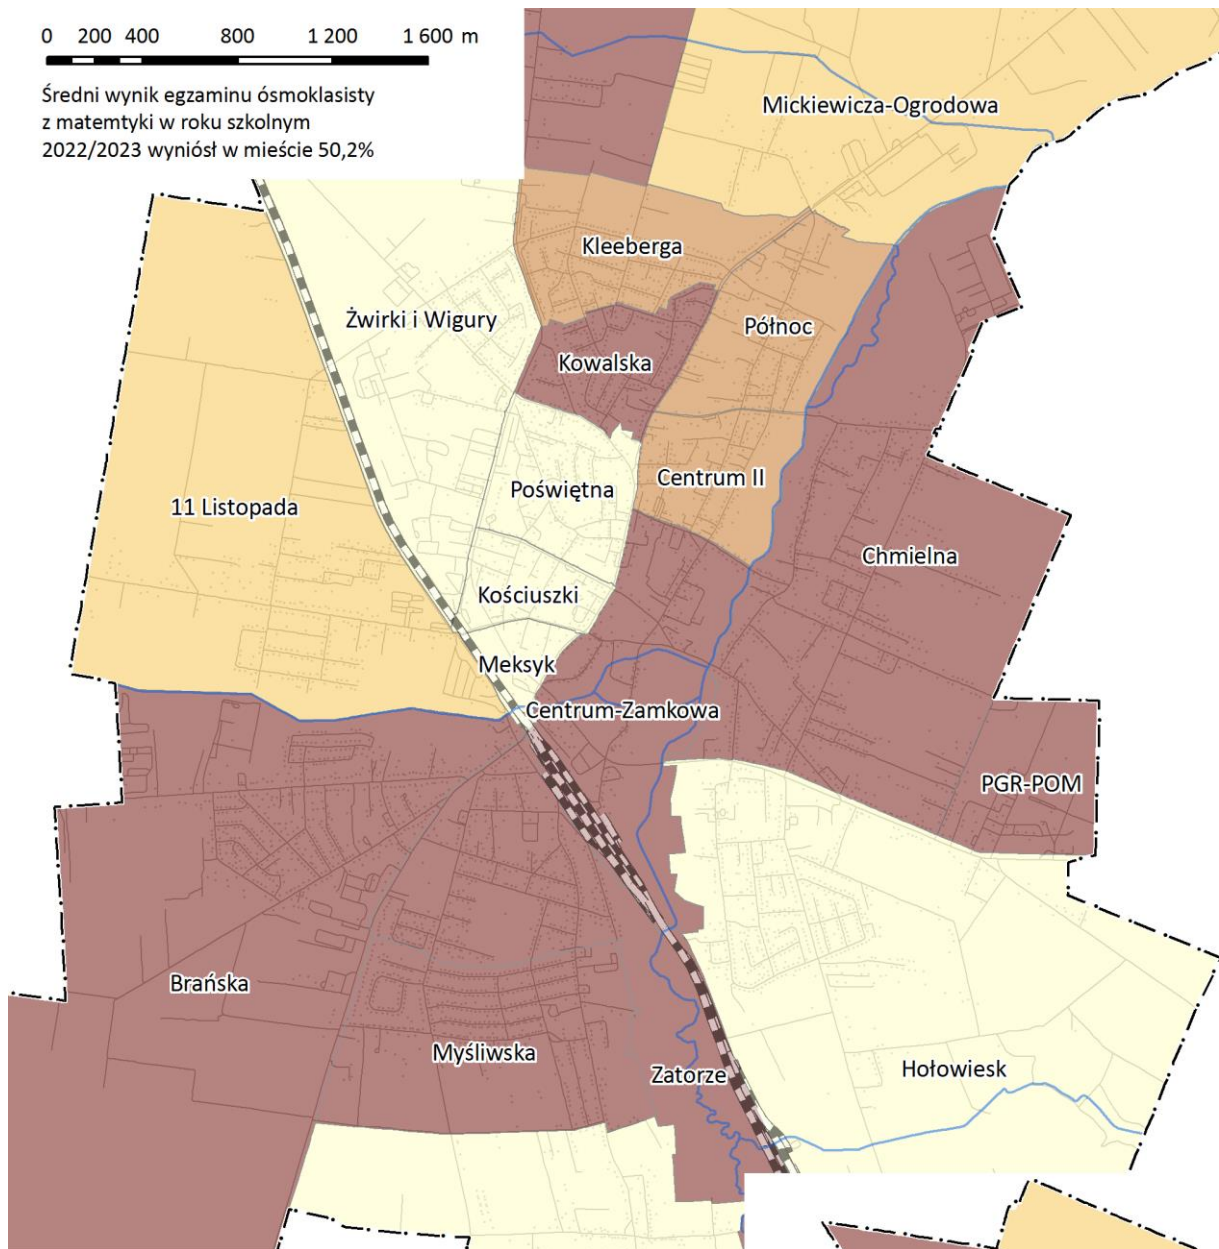 0 200 400 800 1 200 1 600 m
Średni wynik egzaminu ósmoklasisty
z matemtyki w roku szkolnym
2022/2023 wyniósł w mieście 50,2%
Mickiewicza-Ogrodowa
Kleeberga
Żwirki i Wigury
Północ
Kowalska
Centrum II
Poświętna
11 Listopada
Chmielna
Kościuszki
Meksyk
Centrum-Zamkowa
PGR-POM
Brańska
Myśliwska
Zatorze
Hołowiesk